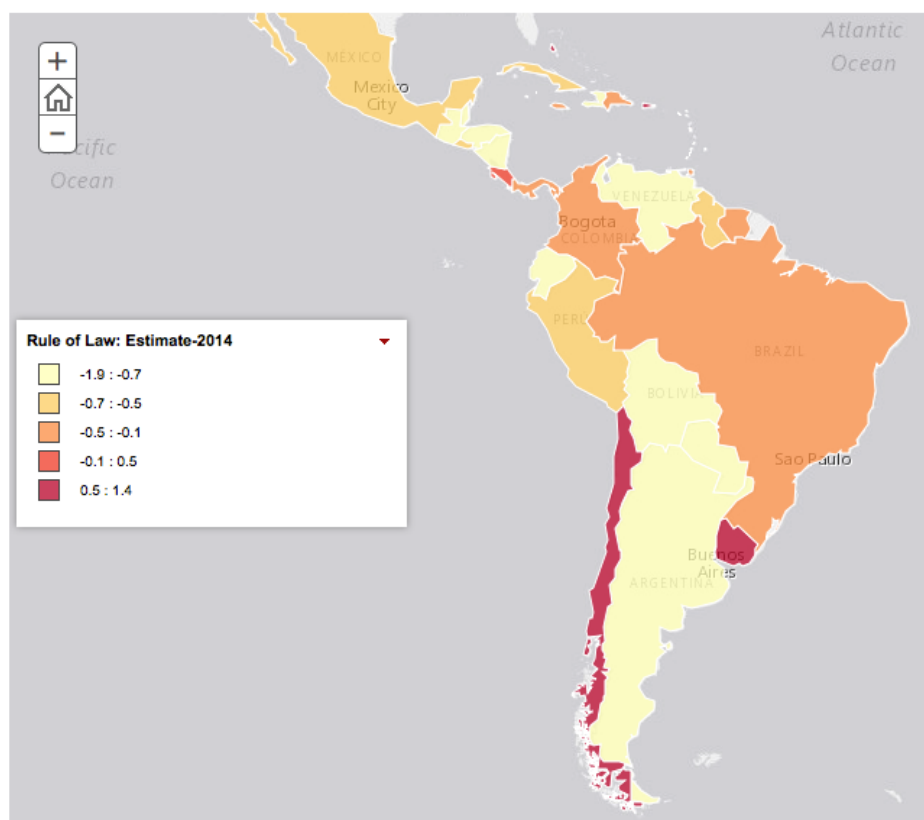 Atlantic
Ocean
+
−
MÉXICO
Mexico
City
Pacific
Ocean
VENEZUELA
Bogota
COLOMBIA
PERU
BRAZIL
BOLIVIA
Sao Paulo
Buenos
Aires
ARGENTINA
Rule of Law: Estimate-2014
-1.9 : -0.7
-0.7 : -0.5
-0.5 : -0.1
-0.1 : 0.5
0.5 : 1.4